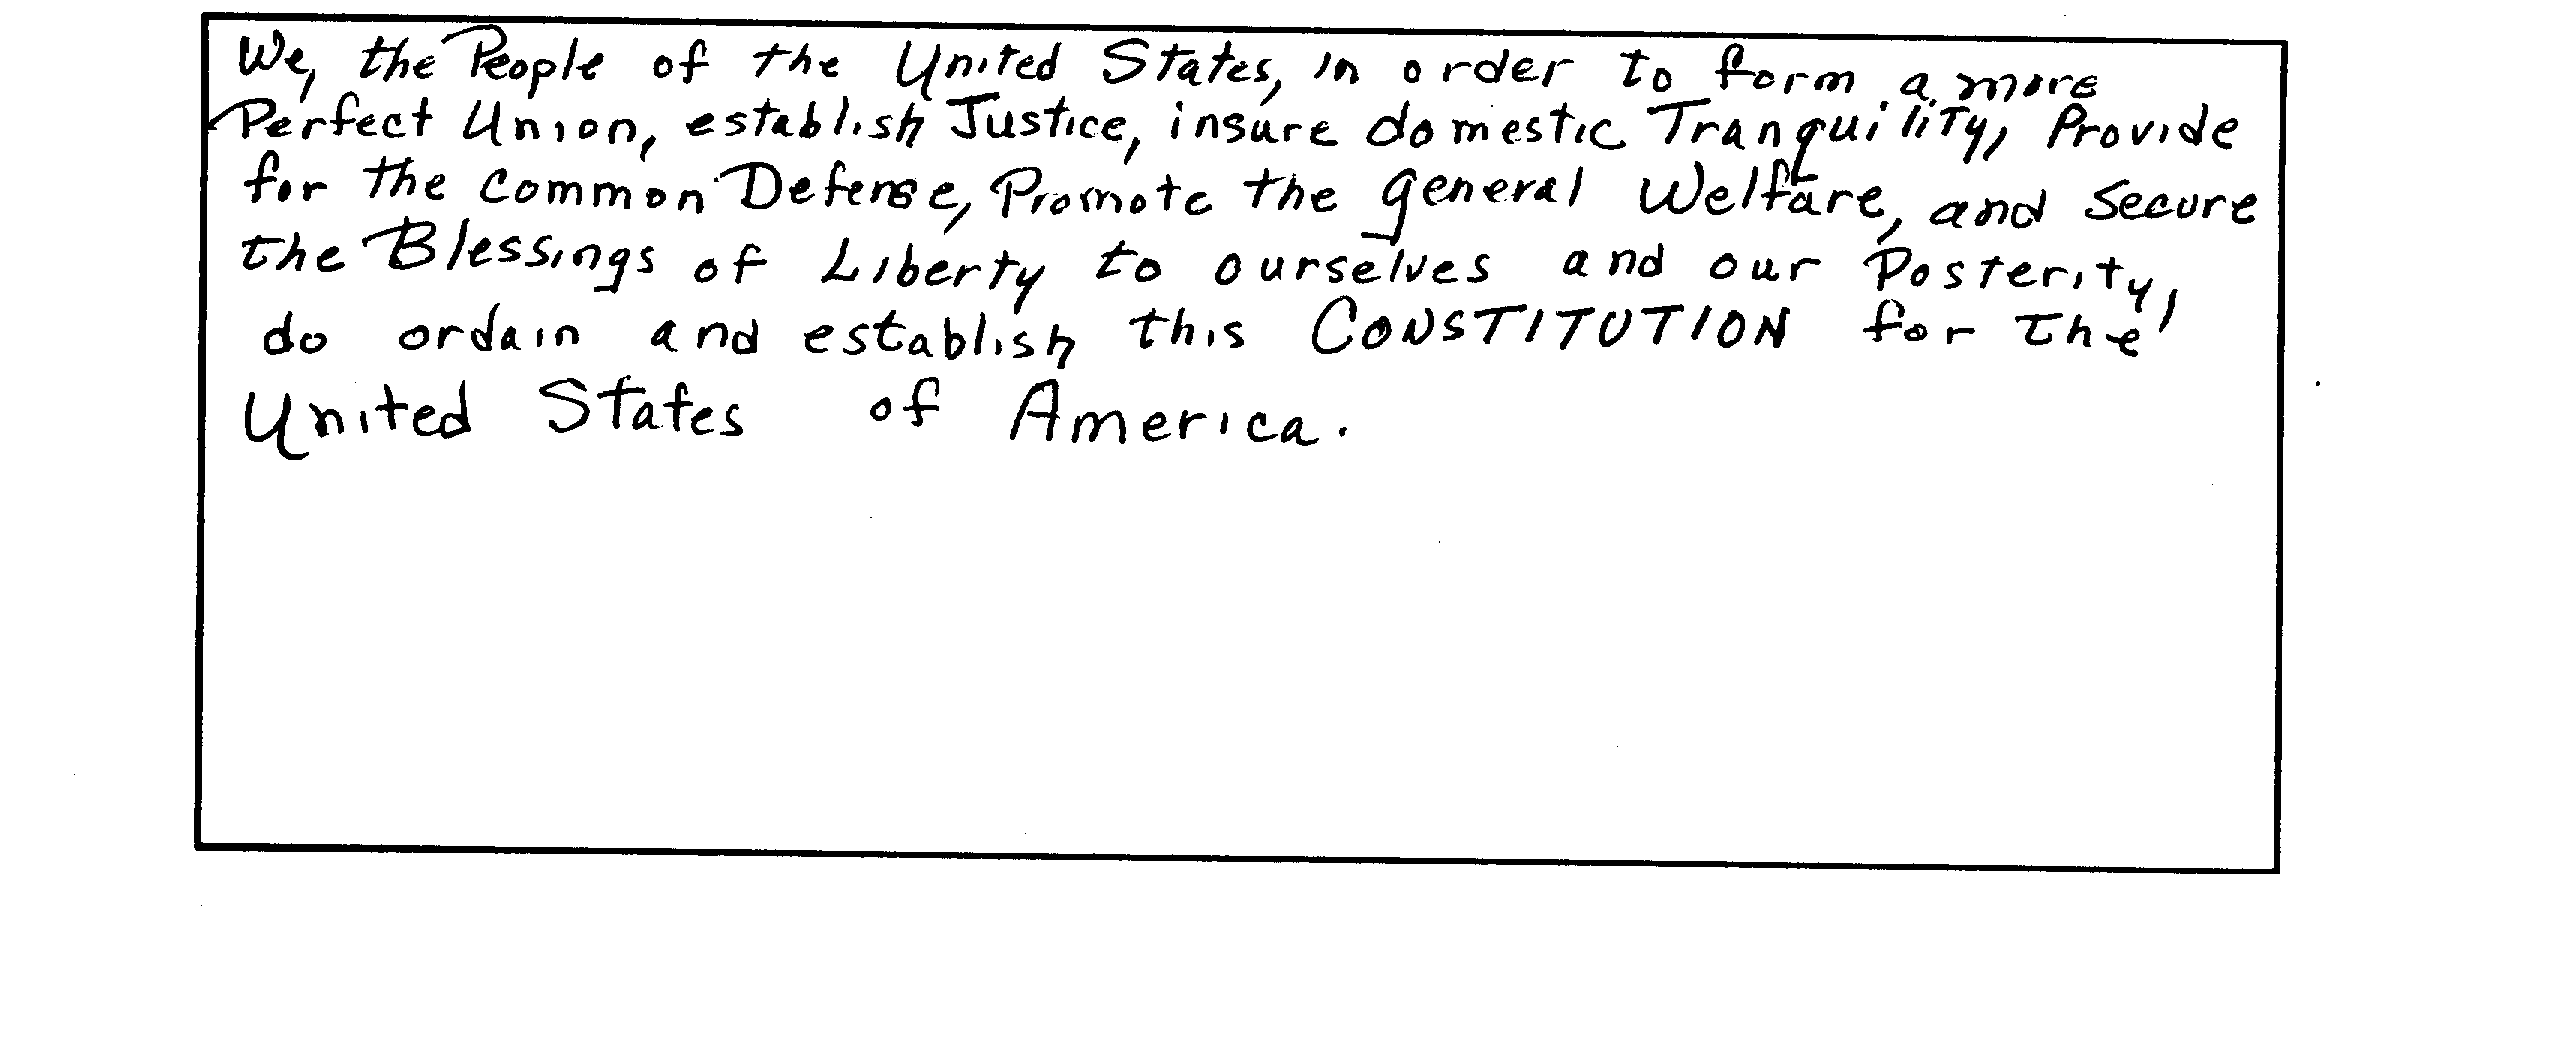 We, the People of the United States, in order to form a more
Perfect Union, establish Justice, insure domestic Tranquility, Provide
for the common Defense, Promote the general Welfare, and secure
the Blessings of Liberty to ourselves and our Posterity,
do ordain and establish this CONSTITUTION for the
United States of America.